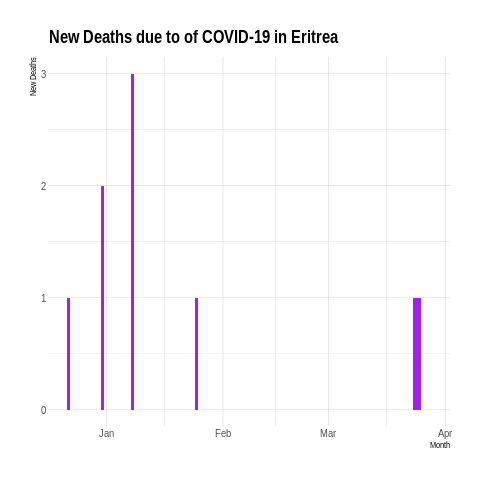 New Deaths due to of COVID-19 in Eritrea
New Deaths
3
2
1
0
Jan Feb Mar Apr
Month